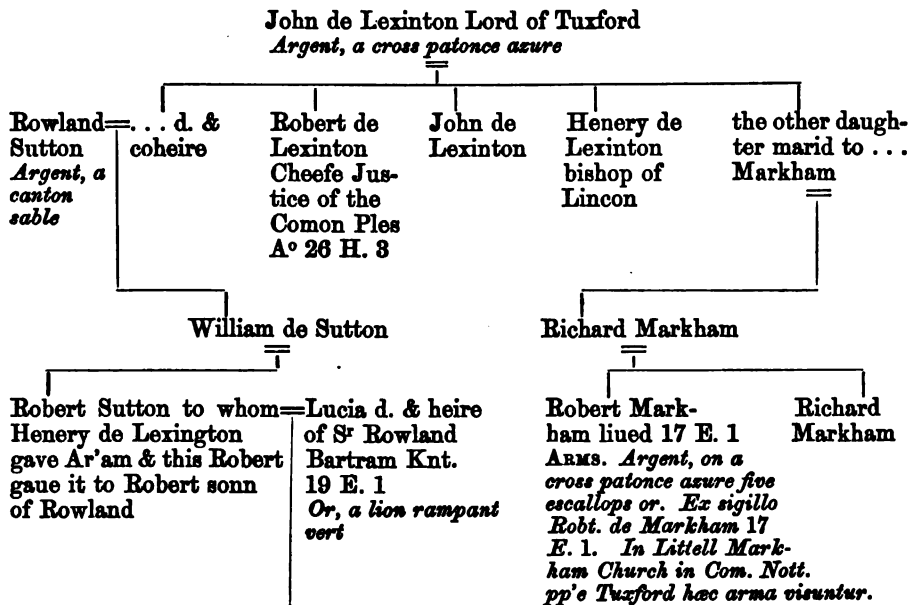 John de Lexinton Lord of Tuxford
Argent, a cross patonce azure
Rowland=. . . d. &
Sutton coheire
Argent, a
canton
sable
Robert de
Lexinton
Cheefe Jus-
tice of the
Comon Ples
Aº 26 H. 3
John de
Lexinton
Henery de
Lexinton
bishop of
Lincon
the other daugh-
ter marid to . . .
Markham
William de Sutton
Richard Markham
Robert Sutton to whom=
Henery de Lexington
gave Ar'am & this Robert
gaue it to Robert sonn
of Rowland
Lucia d. & heire
of Sr Rowland
Bartram Knt.
19 E. 1
Or, a lion rampant
vert
Robert Mark-
ham liued 17 E. 1
ARMS. Argent, on a
cross patonce azure five
escallops or. Ex sigillo
Robt. de Markham 17
E. 1. In Littell Mark-
ham Church in Com. Nott.
pp'e Tuxford hæc arma visuntur.
Richard
Markham